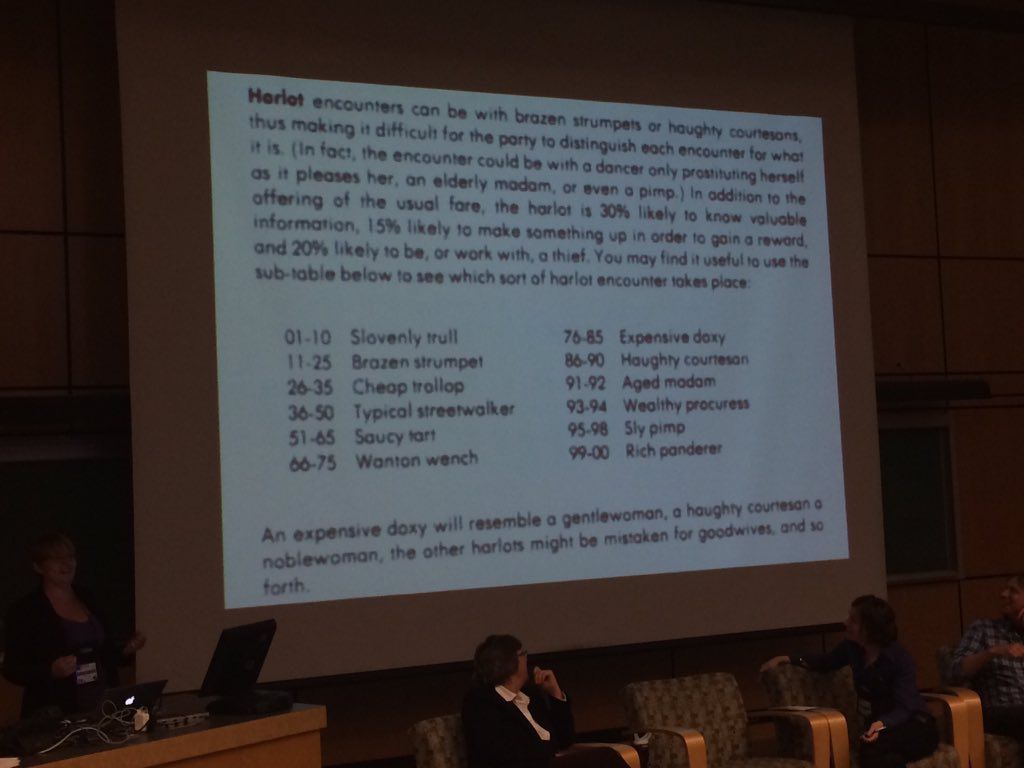 Harlot encounters can be with brazen strumpets or haughty courtesans,
thus making it difficult for the party to distinguish each encounter for what
it is. (In fact, the encounter could be with a dancer only prostituting herself
as it pleases her, an elderly madam, or even a pimp.) In addition to the
offering of the usual fare, the harlot is 30% likely to know valuable
information, 15% likely to make something up in order to gain a reward,
and 20% likely to be, or work with, a thief. You may find it useful to use the
sub-table below to see which sort of harlot encounter takes place:
01-10 Slovenly trull
11-25 Brazen strumpet
26-35 Cheap trollop
36-50 Typical streetwalker
51-65 Saucy tart
66-75 Wanton wench
76-85 Expensive doxy
86-90 Haughty courtesan
91-92 Aged madam
93-94 Wealthy procuress
95-98 Sly pimp
99-00 Rich panderer
An expensive doxy will resemble a gentlewoman, a haughty courtesan a
noblewoman, the other harlots might be mistaken for goodwives, and so
forth.